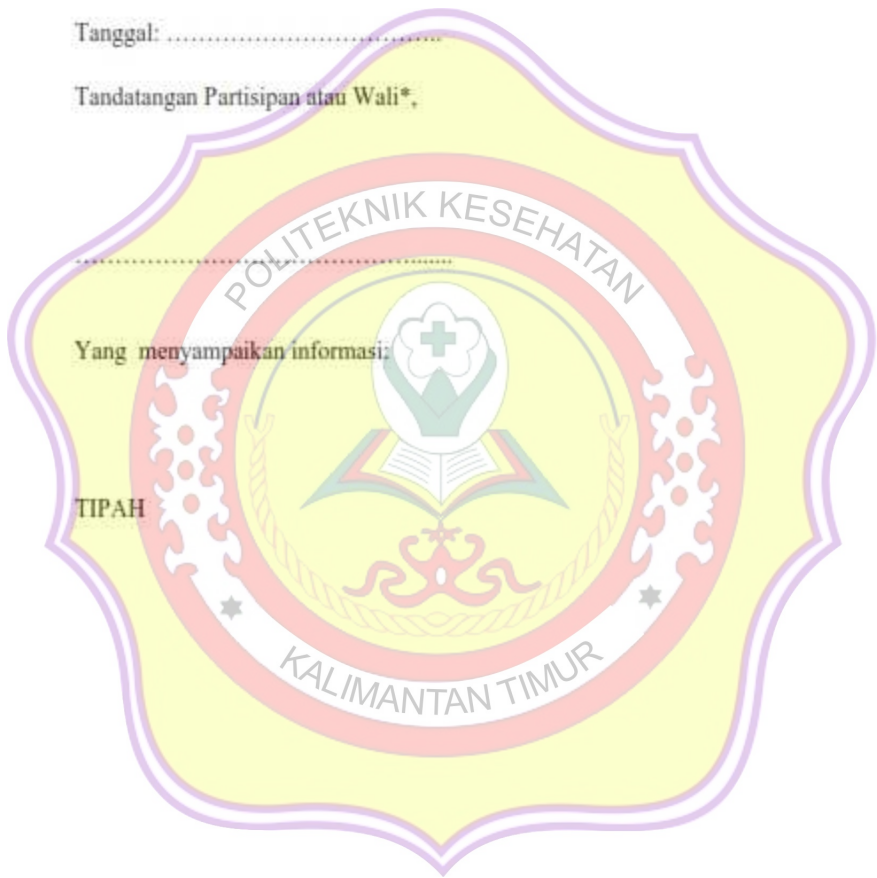 Tanggal: ………………………………..
Tandatangan Partisipan atau Wali*,
POLITEKNIK KESEHATAN
……………………………………….......
Yang menyampaikan informasi:
TIPAH
KALIMANTAN TIMUR